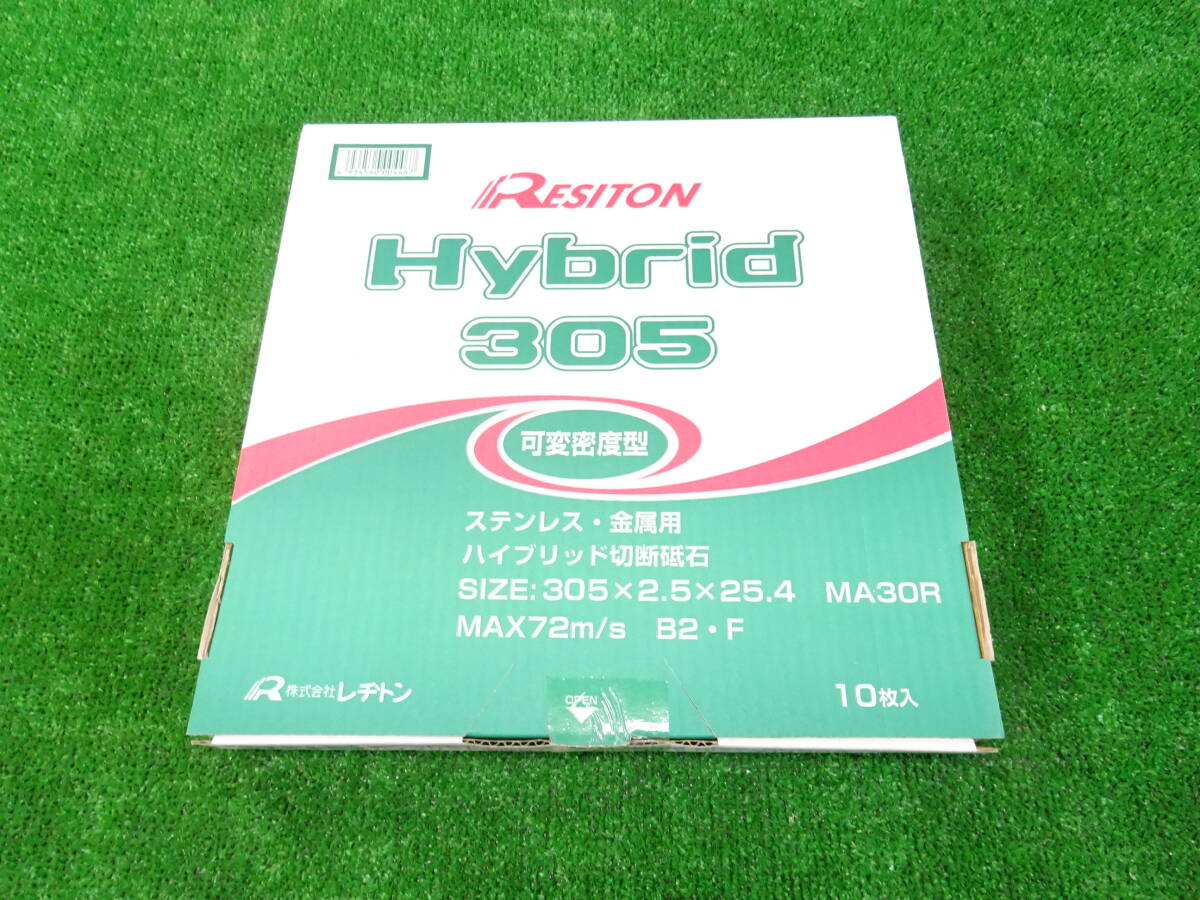 RESITON
Hybrid
305
可変密度型
ステンレス・金属用
ハイブリッド切断砥石
SIZE: 305×2.5×25.4 MA30R
MAX72m/s B2・F
株式会社レヂトン
OPEN
10枚入